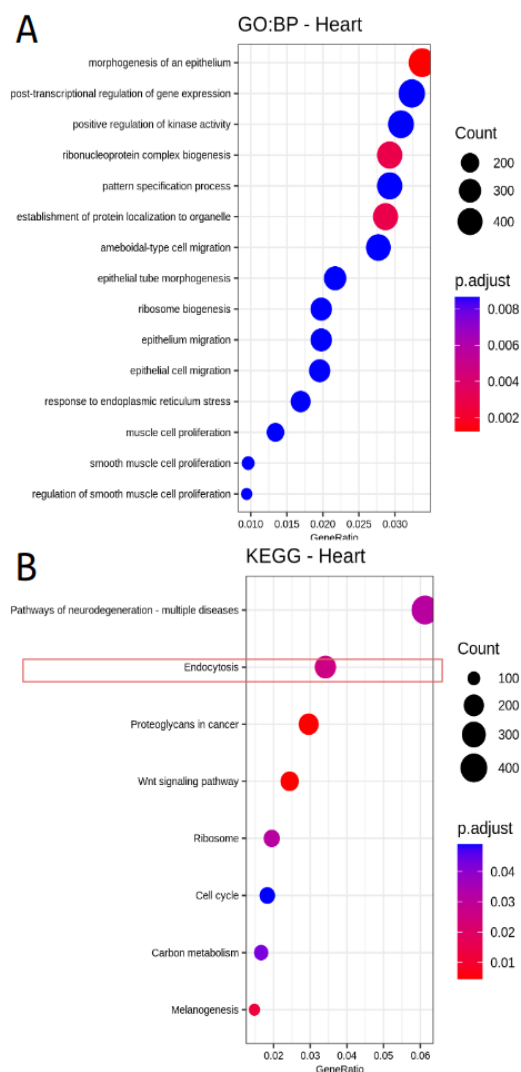 A
GO:BP - Heart
morphogenesis of an epithelium
post-transcriptional regulation of gene expression
positive regulation of kinase activity
ribonucleoprotein complex biogenesis
pattern specification process
establishment of protein localization to organelle
ameboidal-type cell migration
epithelial tube morphogenesis
ribosome biogenesis
epithelium migration
epithelial cell migration
response to endoplasmic reticulum stress
muscle cell proliferation
smooth muscle cell proliferation
regulation of smooth muscle cell proliferation
0.010 0.015 0.020 0.025 0.030
GeneRatio
Count
200
300
400
p.adjust
0.008
0.006
0.004
0.002
B
KEGG - Heart
Pathways of neurodegeneration - multiple diseases
Endocytosis
Proteoglycans in cancer
Wnt signaling pathway
Ribosome
Cell cycle
Carbon metabolism
Melanogenesis
0.02 0.03 0.04 0.05 0.06
GeneRatio
Count
100
200
300
400
p.adjust
0.04
0.03
0.02
0.01